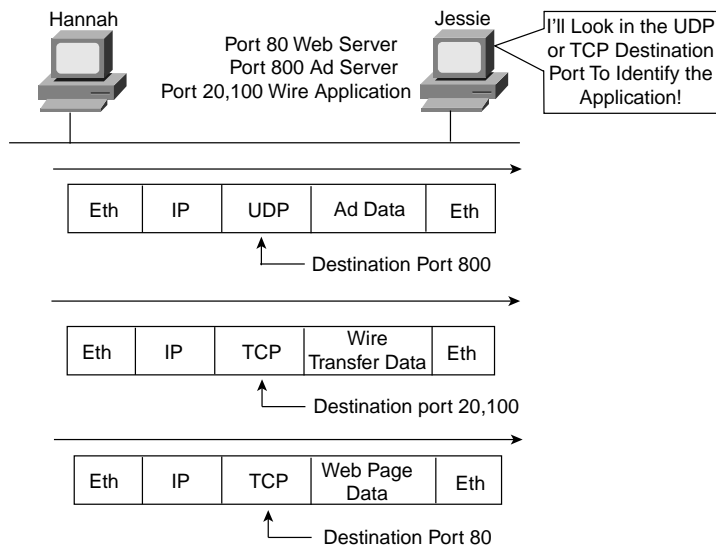 Hannah
Jessie
Port 80 Web Server
Port 800 Ad Server
Port 20,100 Wire Application
I'll Look in the UDP
or TCP Destination
Port To Identify the
Application!
Eth IP UDP Ad Data Eth
Destination Port 800
Eth IP TCP Wire Transfer Data Eth
Destination port 20,100
Eth IP TCP Web Page Data Eth
Destination Port 80